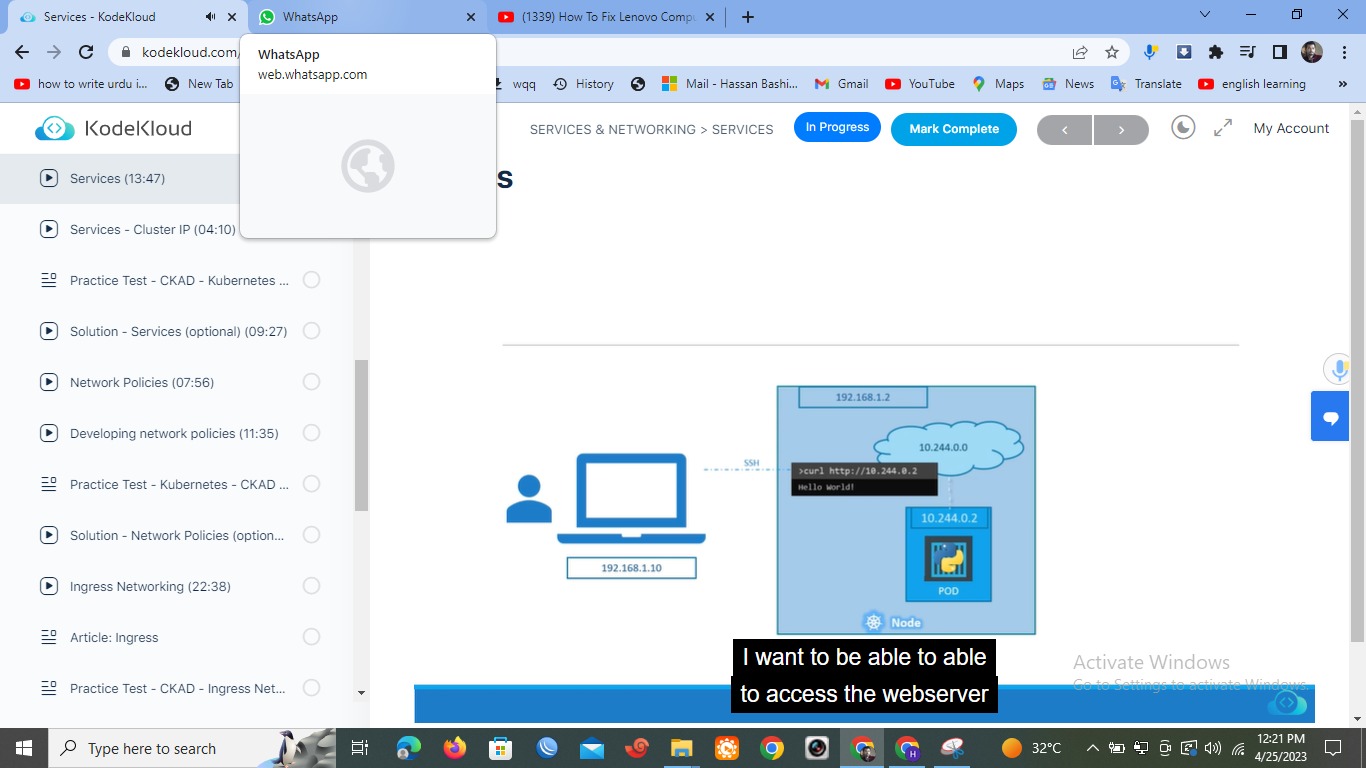 Services - KodeKloud
WhatsApp
(1339) How To Fix Lenovo Compu
kodekloud.com/
WhatsApp
web.whatsapp.com
how to write urdu i...
New Tab
wqq
History
Mail - Hassan Bashi...
Gmail
YouTube
Maps
News
Translate
english learning
»
KodeKloud
SERVICES & NETWORKING > SERVICES
In Progress
Mark Complete
<
>
My Account
s
Services (13:47)
Services - Cluster IP (04:10)
Practice Test - CKAD - Kubernetes ...
Solution - Services (optional) (09:27)
Network Policies (07:56)
Developing network policies (11:35)
Practice Test - Kubernetes - CKAD ...
Solution - Network Policies (option...
Ingress Networking (22:38)
Article: Ingress
Practice Test - CKAD - Ingress Net...
192.168.1.2
10.244.0.0
SSH
>curl http://10.244.0.2
Hello World!
10.244.0.2
POD
192.168.1.10
Node
I want to be able to able
to access the webserver
Activate Windows
Go to Settings to activate Windows.
Type here to search
32°C
12:21 PM
4/25/2023